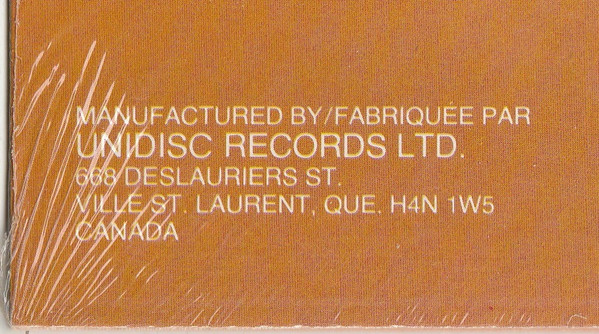 MANUFACTURED BY/FABRIQUÉE PAR
UNIDISC RECORDS LTD.
668 DESLAURIERS ST.
VILLE ST. LAURENT, QUE. H4N 1W5
CANADA